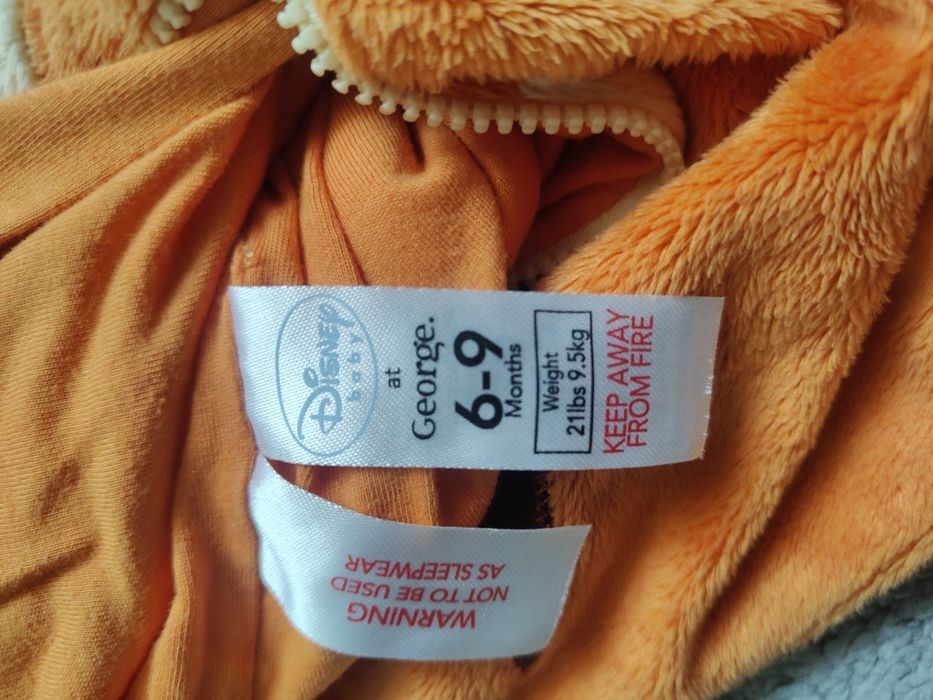 Disney
baby
at
George.
6-9
Months
Weight
21lbs 9.5kg
KEEP AWAY
FROM FIRE
WARNING
NOT TO BE USED
AS SLEEPWEAR